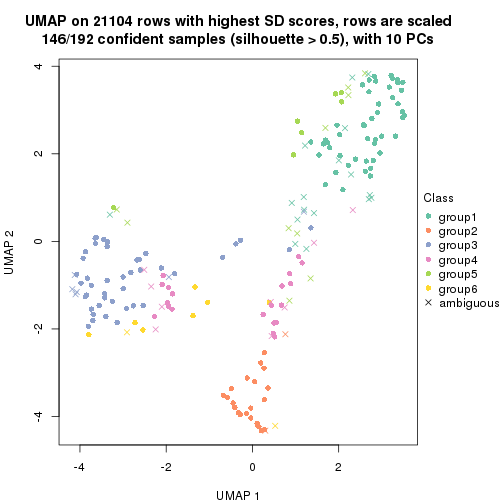 UMAP on 21104 rows with highest SD scores, rows are scaled
146/192 confident samples (silhouette > 0.5), with 10 PCs
4
2
0
-2
-4
UMAP 2
-4
-2
0
2
UMAP 1
Class
group1
group2
group3
group4
group5
group6
ambiguous